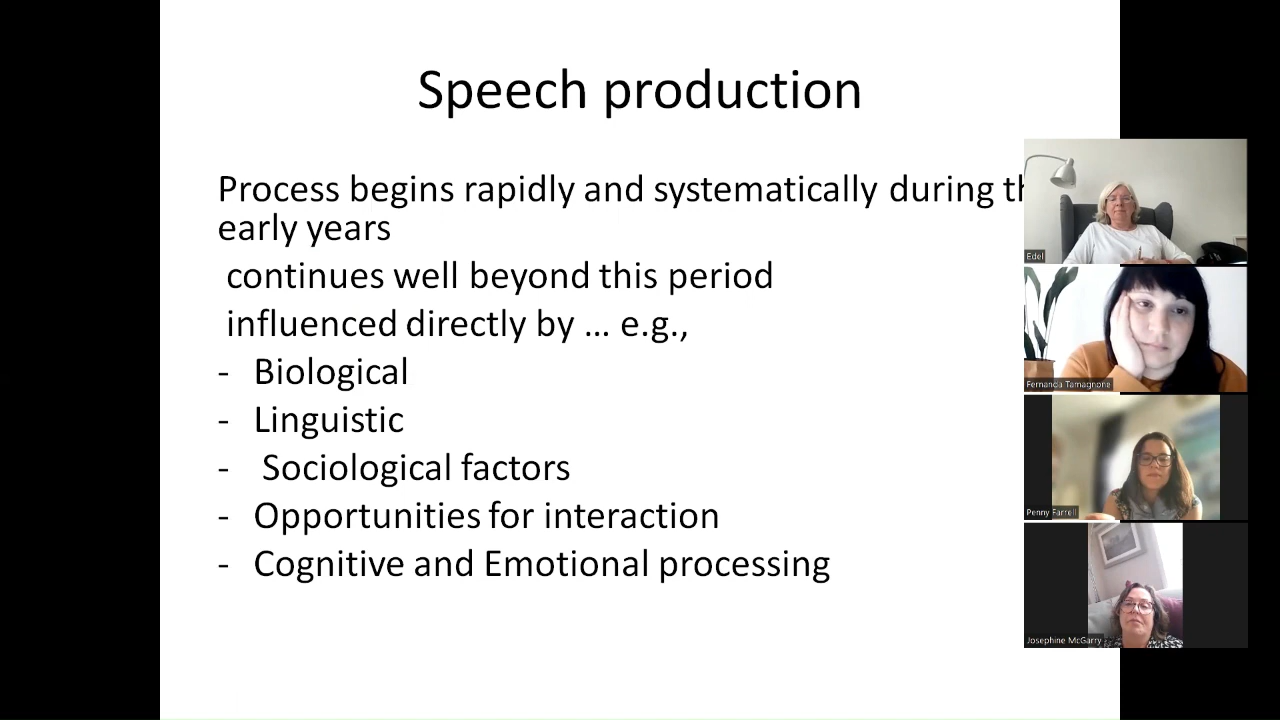 Speech production
Process begins rapidly and systematically during
early years
continues well beyond this period
influenced directly by ... e.g.,
- Biological
- Linguistic
- Sociological factors
- Opportunities for interaction
- Cognitive and Emotional processing
Edel
Fernanda Tamagnone
Penny Farrell
Josephine McGarry